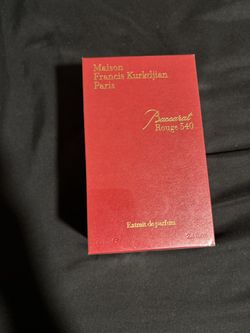 Maison
Francis Kurkdjian
Paris
Baccarat
Rouge 540
Extrait de parfum